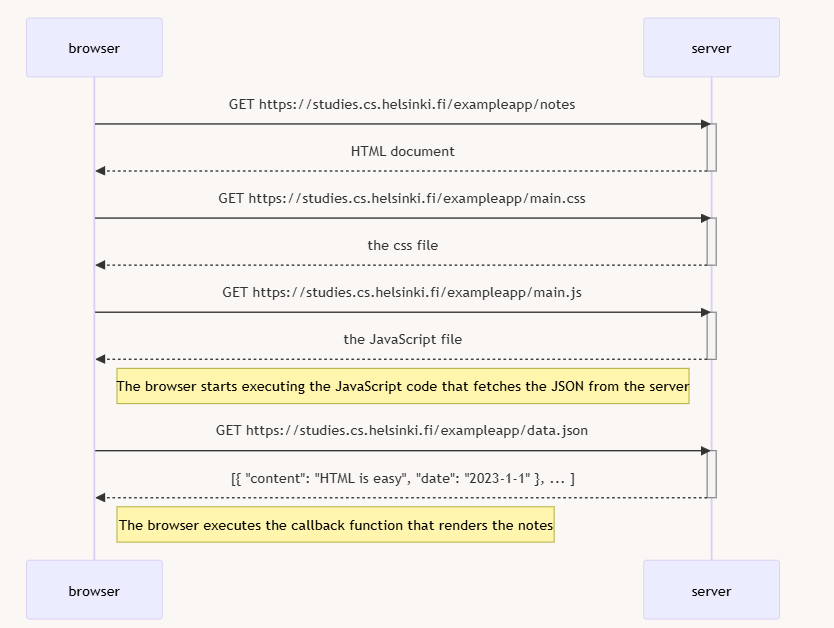 browser
server
GET https://studies.cs.helsinki.fi/exampleapp/notes
HTML document
GET https://studies.cs.helsinki.fi/exampleapp/main.css
the css file
GET https://studies.cs.helsinki.fi/exampleapp/main.js
the JavaScript file
The browser starts executing the JavaScript code that fetches the JSON from the server
GET https://studies.cs.helsinki.fi/exampleapp/data.json
[{ "content": "HTML is easy", "date": "2023-1-1" }, ... ]
The browser executes the callback function that renders the notes
browser
server